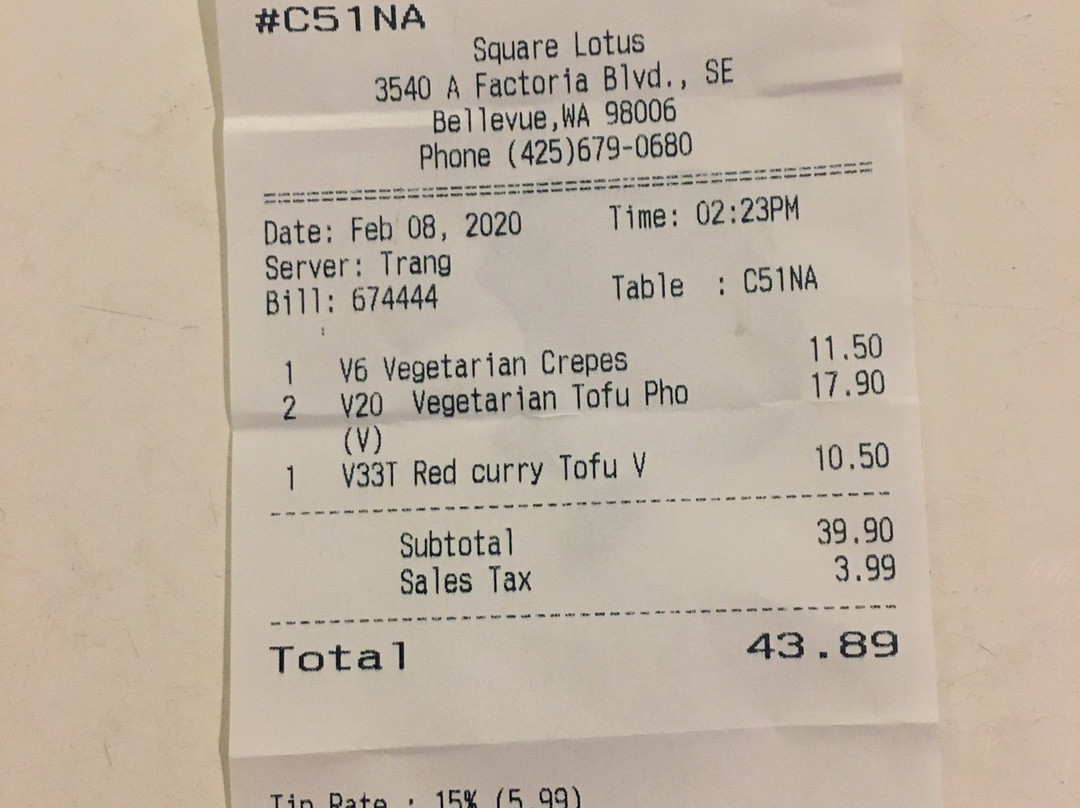 #C51NA
Square Lotus
3540 A Factoria Blvd., SE
Bellevue,WA 98006
Phone (425)679-0680
Date: Feb 08, 2020 Time: 02:23PM
Server: Trang
Bill: 674444 Table : C51NA
1 V6 Vegetarian Crepes 11.50
2 V20 Vegetarian Tofu Pho 17.90
(V)
1 V33T Red curry Tofu V 10.50
Subtotal 39.90
Sales Tax 3.99
Total 43.89
Tip Rate : 15% (5.99)